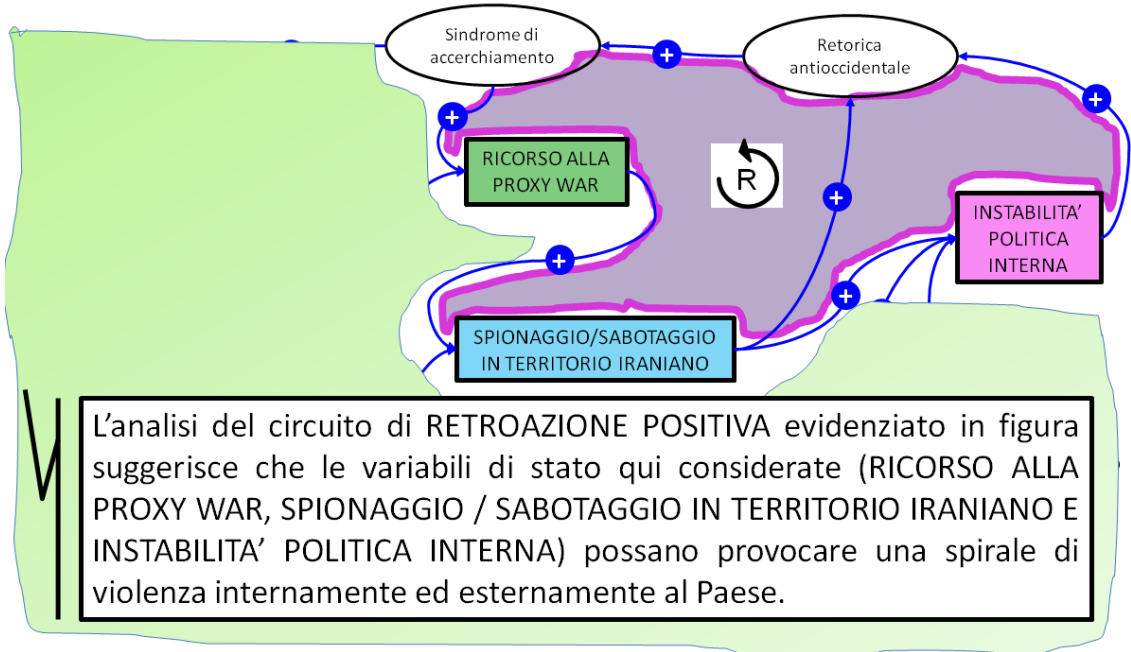 Sindrome di
accerchiamento
+
Retorica
antioccidentale
+
+
RICORSO ALLA
PROXY WAR
R
+
INSTABILITA’
POLITICA
INTERNA
+
+
SPIONAGGIO/SABOTAGGIO
IN TERRITORIO IRANIANO
L’analisi del circuito di RETROAZIONE POSITIVA evidenziato in figura
suggerisce che le variabili di stato qui considerate (RICORSO ALLA
PROXY WAR, SPIONAGGIO / SABOTAGGIO IN TERRITORIO IRANIANO E
INSTABILITA’ POLITICA INTERNA) possano provocare una spirale di
violenza internamente ed esternamente al Paese.